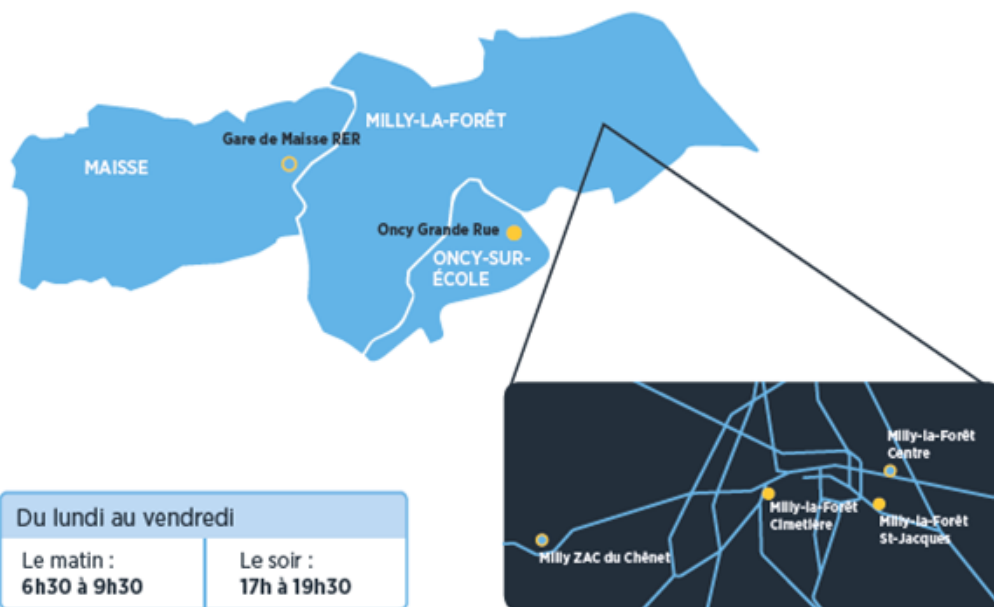 MILLY-LA-FORÊT
Gare de Maisse RER
MAISSE
Oncy Grande Rue
ONCY-SUR-
ÉCOLE
Milly-la-Forêt
Centre
Milly-la-Forêt
Cimetière
Milly-la-Forêt
St-Jacques
Milly ZAC du Chênet
Du lundi au vendredi
Le matin :
6h30 à 9h30
Le soir :
17h à 19h30